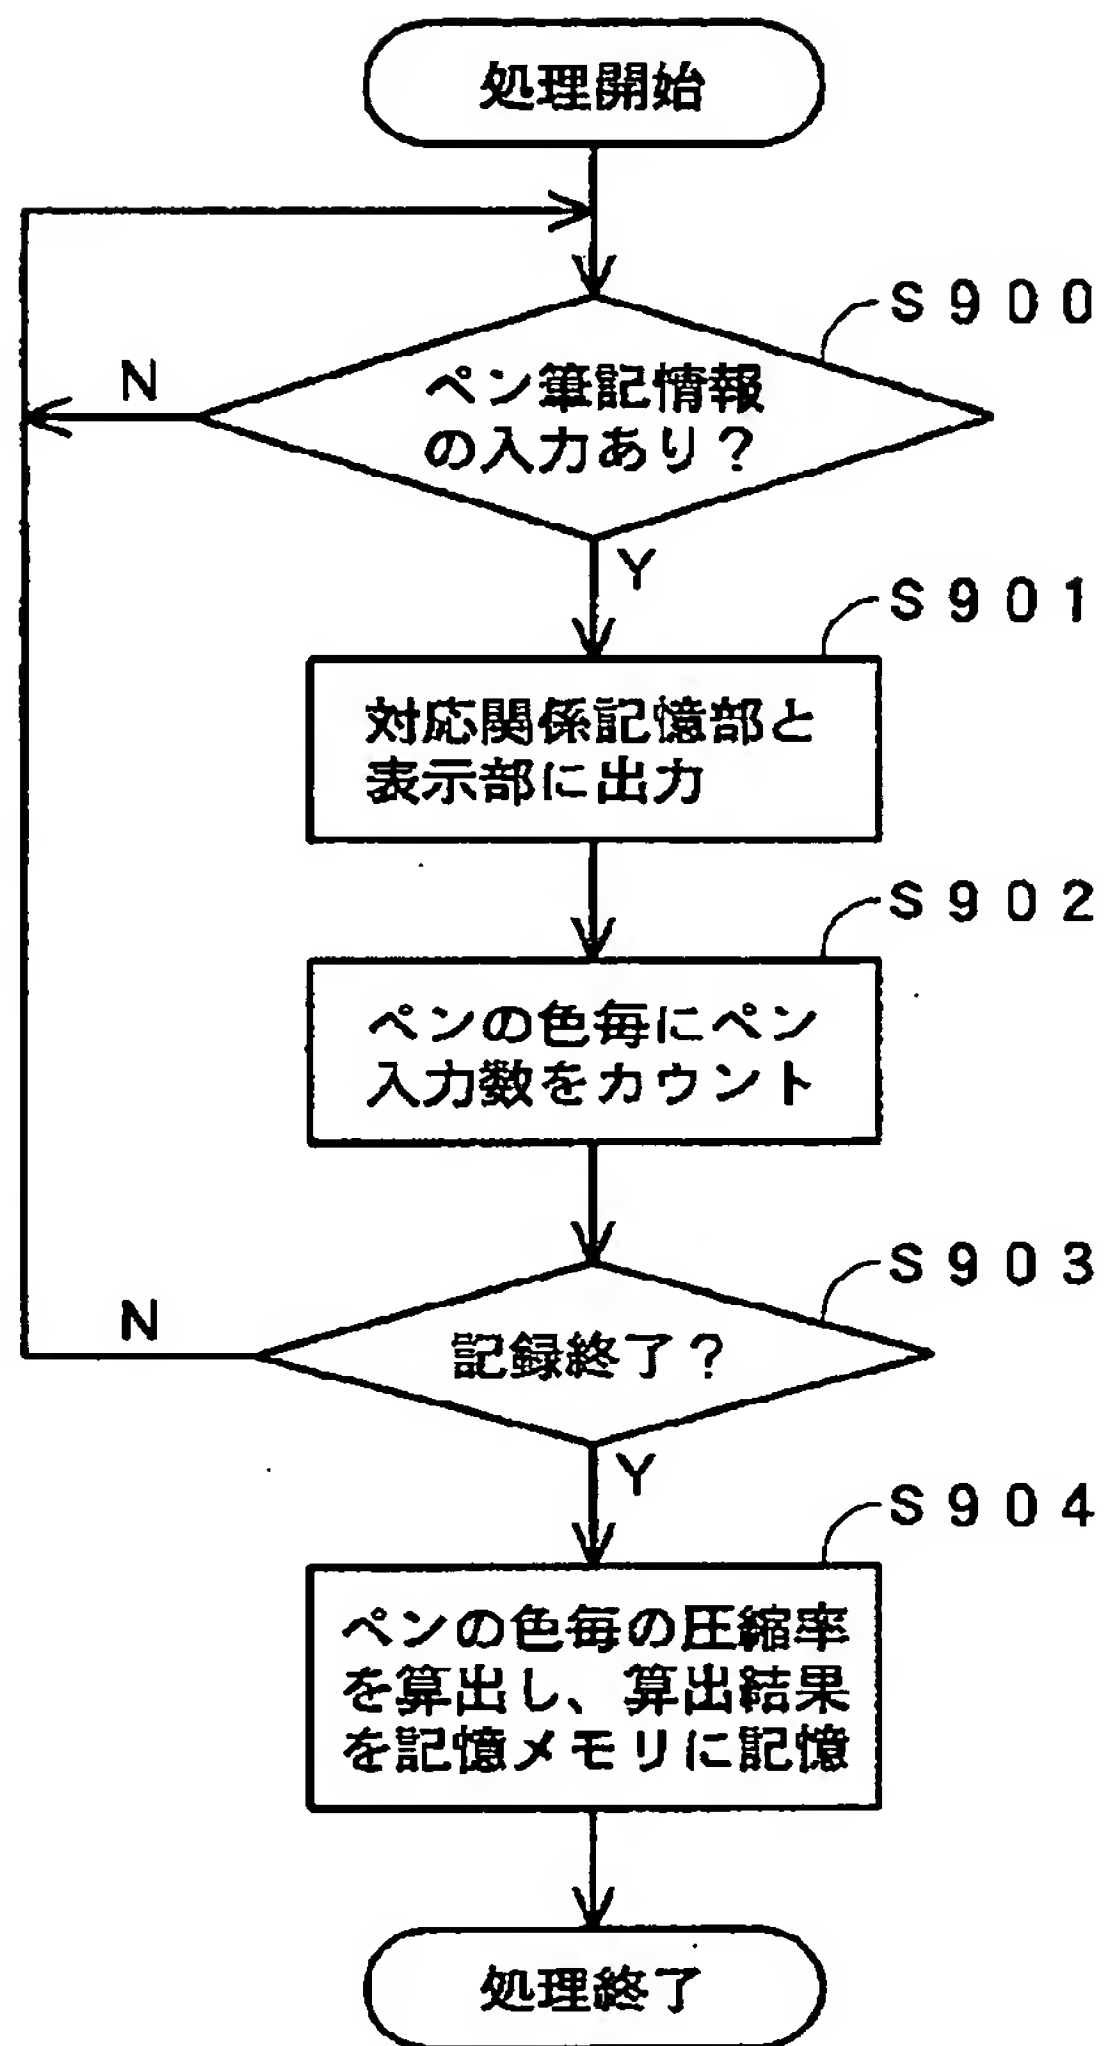 処理開始
S900
N
ペン筆記情報
の入力あり?
Y
S901
対応関係記憶部と
表示部に出力
S902
ペンの色毎にペン
入力数をカウント
S903
N
記録終了?
Y
S904
ペンの色毎の圧縮率
を算出し、算出結果
を記憶メモリに記憶
処理終了